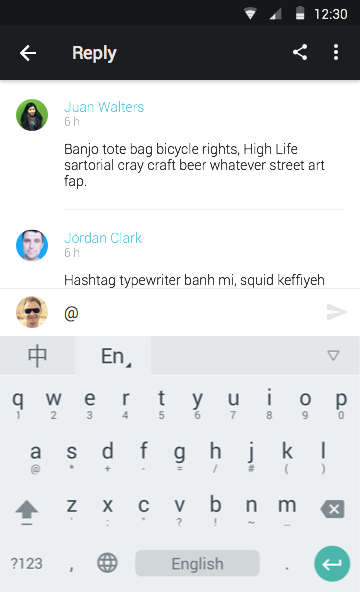 12:30
Reply
Juan Walters
6 h
Banjo tote bag bicycle rights, High Life
sartorial cray craft beer whatever street art
fap.
Jordan Clark
6 h
Hashtag typewriter banh mi, squid keffiyeh
@
中 En
q w e r t y u i o p
1 2 3 4 5 6 7 8 9 0
a s d f g h j k l
@ * + - = / # ( )
z x c v b n m
' : " ? ! ~ _
?123 , English .